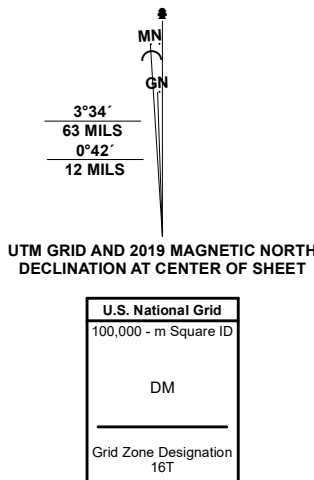 MN
GN
3°34´
63 MILS
0°42´
12 MILS
UTM GRID AND 2019 MAGNETIC NORTH
DECLINATION AT CENTER OF SHEET
U.S. National Grid
100,000 - m Square ID
DM
Grid Zone Designation
16T